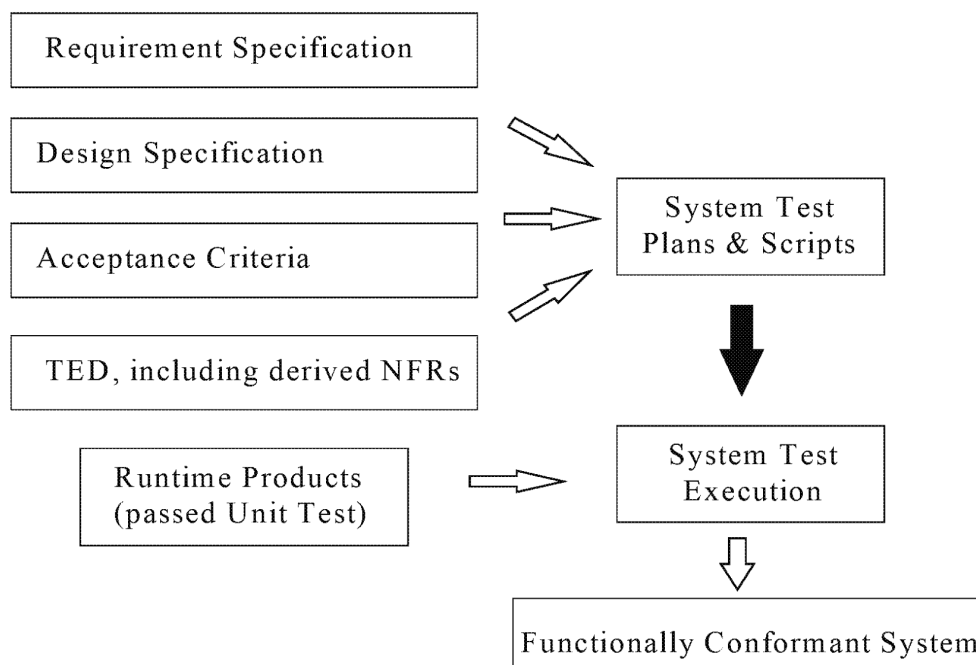 Requirement Specification
Design Specification
Acceptance Criteria
TED, including derived NFRs
Runtime Products
(passed Unit Test)
System Test
Plans & Scripts
System Test
Execution
Functionally Conformant System